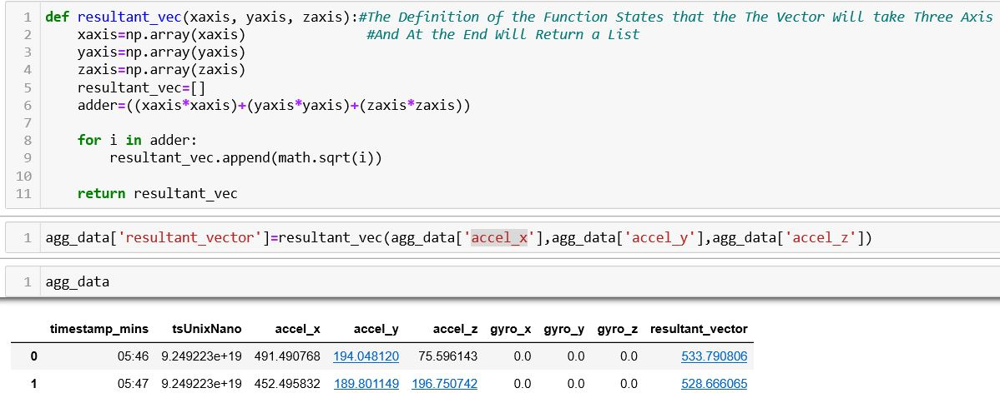 1 def resultant_vec(xaxis, yaxis, zaxis):#The Definition of the Function States that the The Vector Will take Three Axis
2     xaxis=np.array(xaxis)               #And At the End Will Return a List
3     yaxis=np.array(yaxis)
4     zaxis=np.array(zaxis)
5     resultant_vec=[]
6     adder=((xaxis*xaxis)+(yaxis*yaxis)+(zaxis*zaxis))
7
8     for i in adder:
9         resultant_vec.append(math.sqrt(i))
10
11     return resultant_vec
1 agg_data['resultant_vector']=resultant_vec(agg_data['accel_x'],agg_data['accel_y'],agg_data['accel_z'])
1 agg_data
timestamp_mins tsUnixNano accel_x accel_y accel_z gyro_x gyro_y gyro_z resultant_vector
0 05:46 9.249223e+19 491.490768 194.048120 75.596143 0.0 0.0 0.0 533.790806
1 05:47 9.249223e+19 452.495832 189.801149 196.750742 0.0 0.0 0.0 528.666065